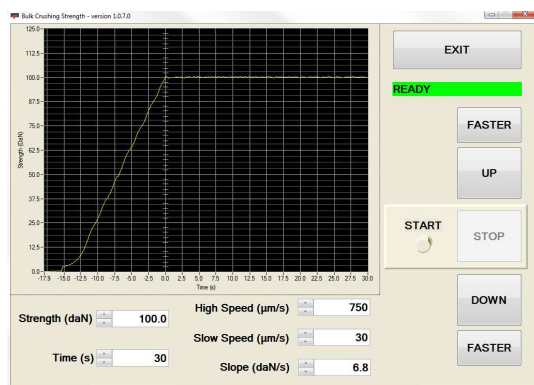 Bulk Crushing Strength - version 1.0.7.0
EXIT
READY
FASTER
UP
START
STOP
DOWN
FASTER
125.0
112.5
100.0
87.5
75.0
62.5
50.0
37.5
25.0
12.5
0.0
Strength (DaN)
-17.9 -15.0 -12.5 -10.0 -7.5 -5.0 -2.5 0.0 2.5 5.0 7.5 10.0 12.5 15.0 17.5 20.0 22.5 25.0 27.5 30.0
Time (s)
Strength (daN) 100.0
Time (s) 30
High Speed (µm/s) 750
Slow Speed (µm/s) 30
Slope (daN/s) 6.8